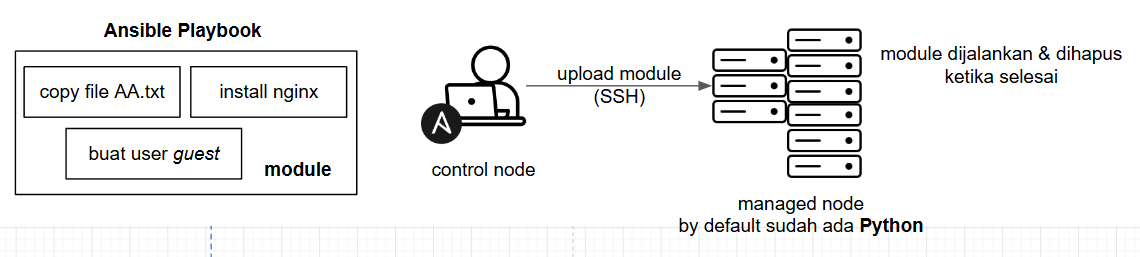 Ansible Playbook
copy file AA.txt
install nginx
buat user guest
module
control node
upload module
(SSH)
managed node
by default sudah ada Python
module dijalankan & dihapus
ketika selesai